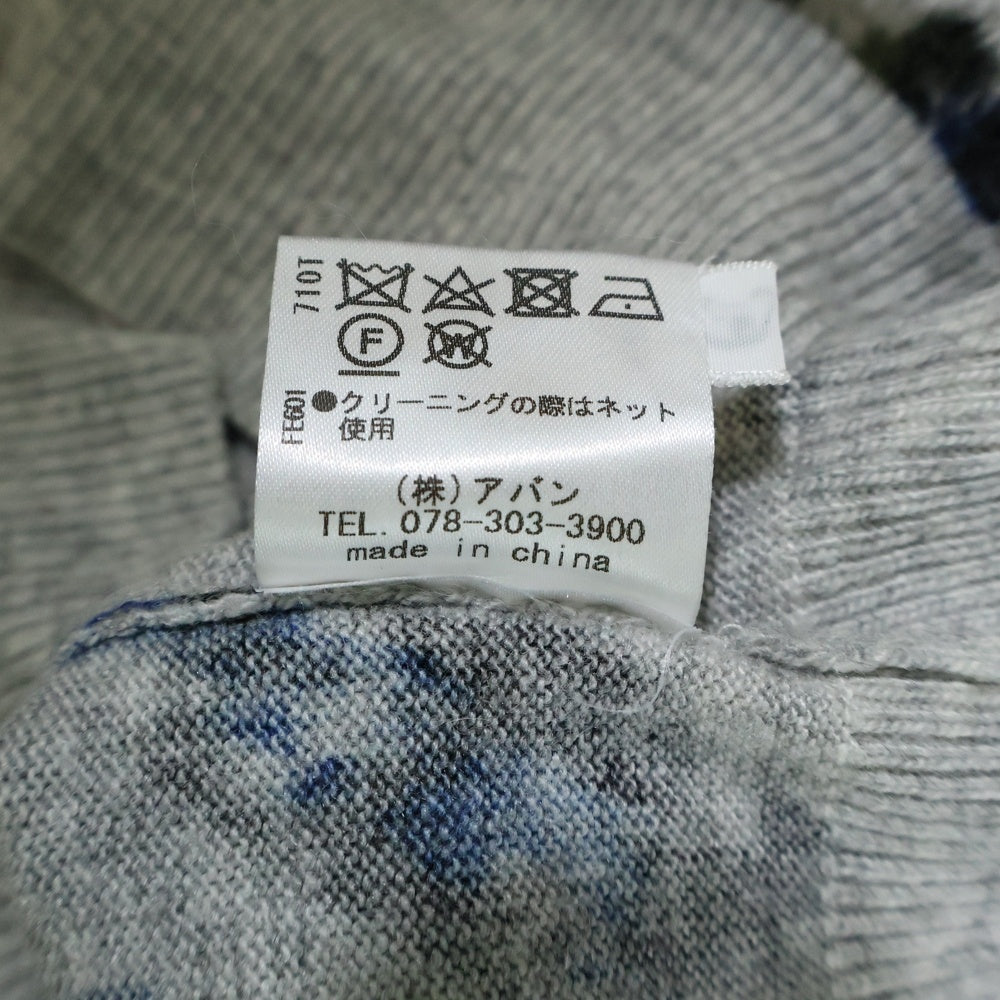 710T
F
W
FE601
●クリーニングの際はネット
使用
(株)アバン
TEL. 078-303-3900
made in china